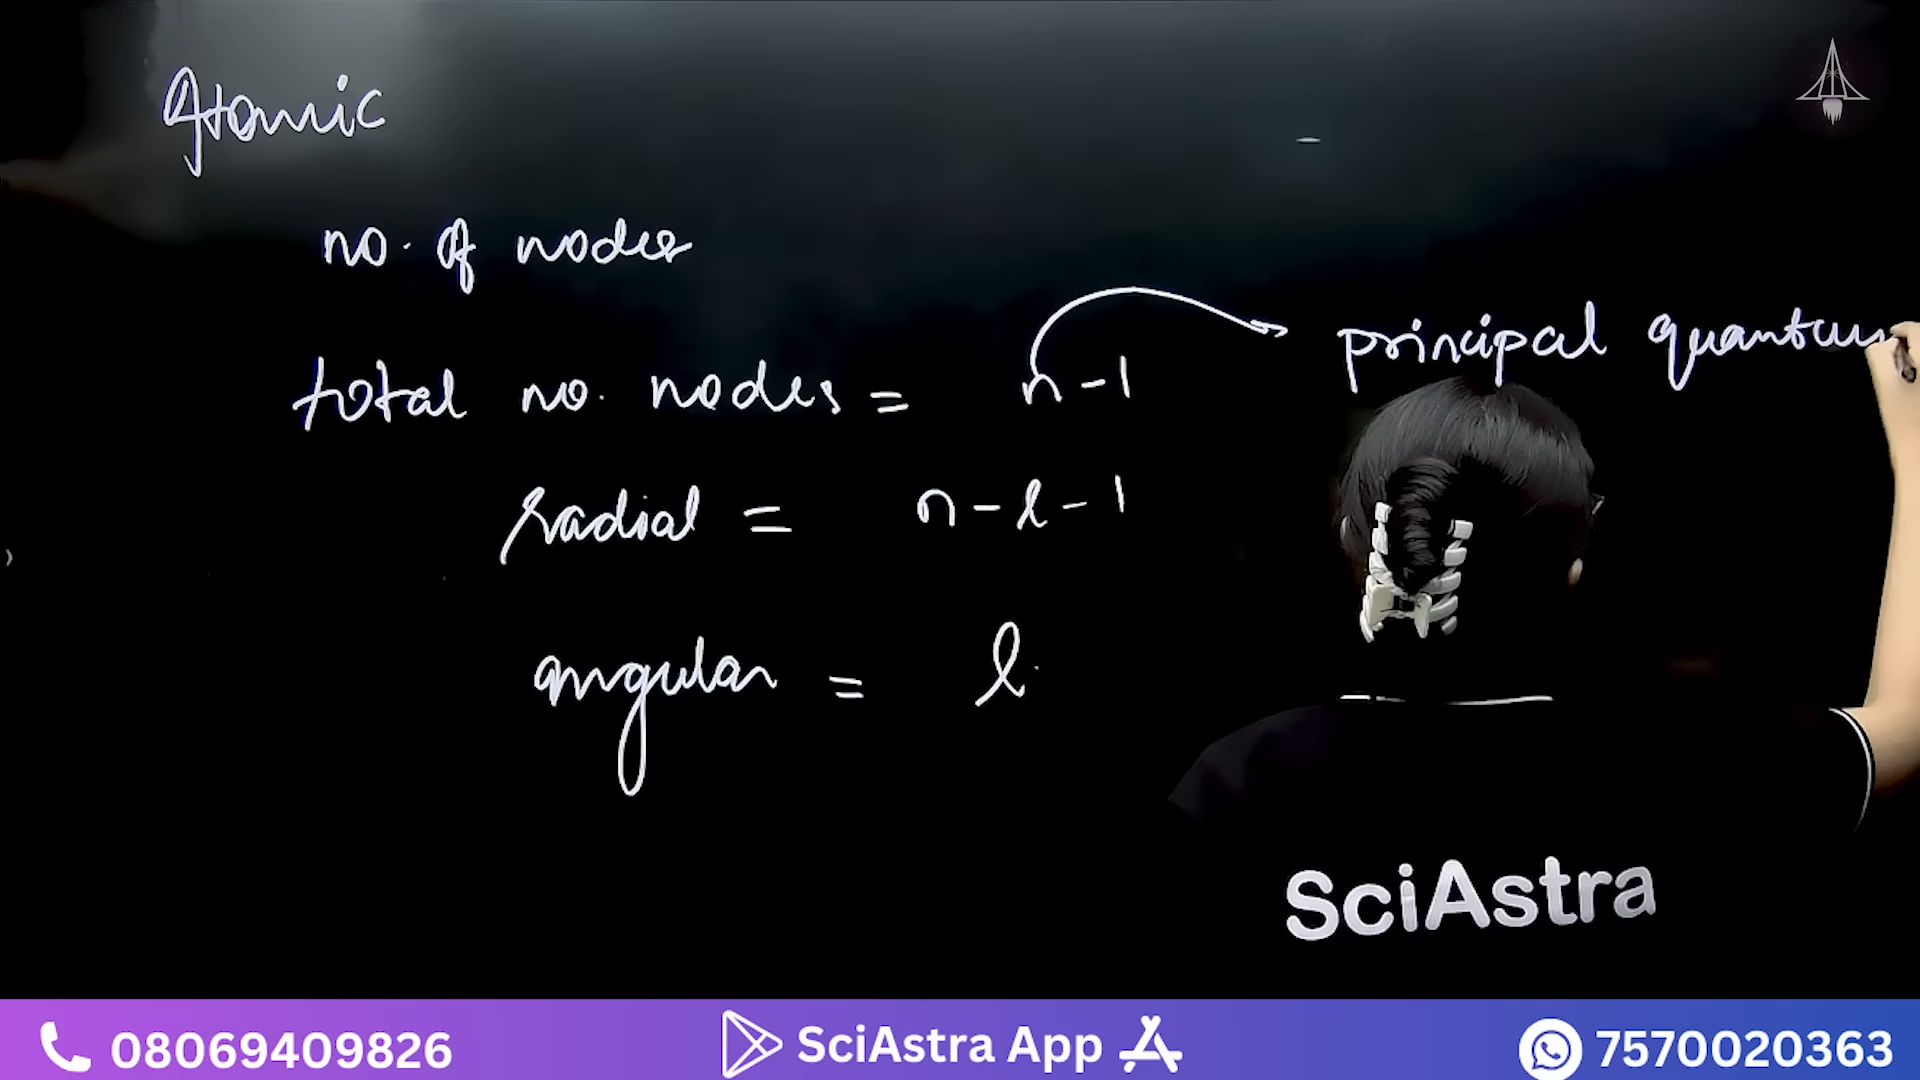 Atomic
no. of nodes
total no. nodes = n-1
principal quantum
radial = n-l-1
angular = l
SciAstra
08069409826 SciAstra App 7570020363